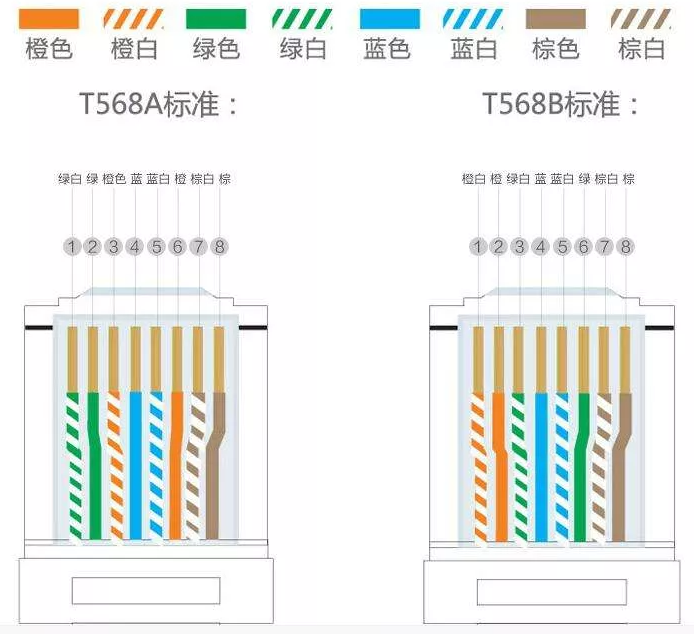 橙色 橙白 绿色 绿白 蓝色 蓝白 棕色 棕白
T568A标准：
T568B标准：
绿白 绿 橙色 蓝 蓝白 橙 棕白 棕
橙白 橙 绿白 蓝 蓝白 绿 棕白 棕
1 2 3 4 5 6 7 8
1 2 3 4 5 6 7 8